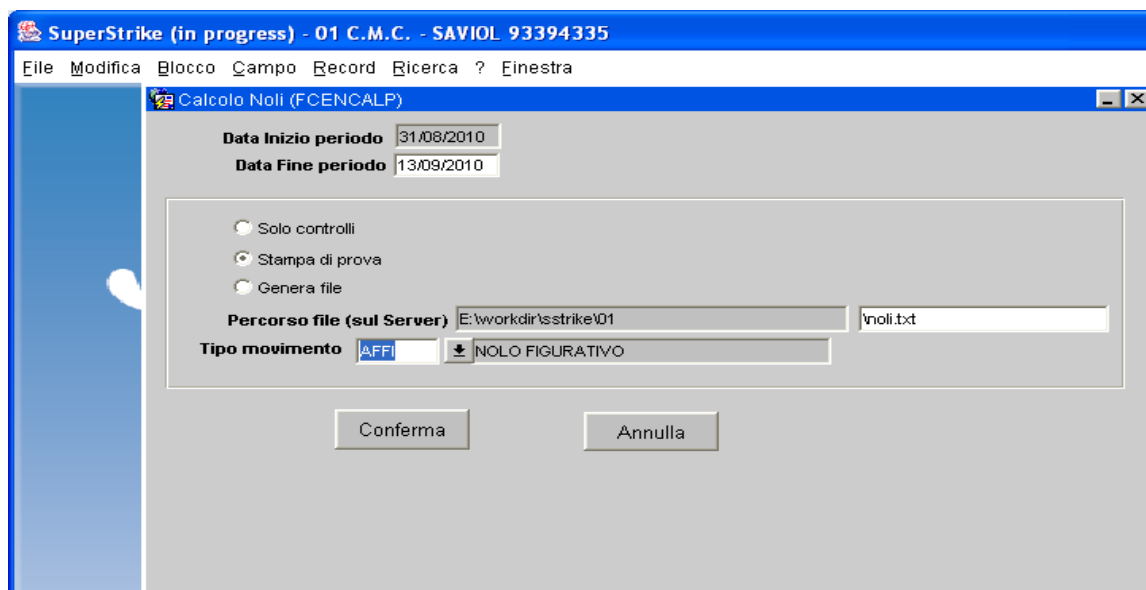 SuperStrike (in progress) - 01 C.M.C. - SAVIOL 93394335
File Modifica Blocco Campo Record Ricerca ? Finestra
Calcolo Noli (FCENCALP)
Data Inizio periodo 31/08/2010
Data Fine periodo 13/09/2010
Solo controlli
Stampa di prova
Genera file
Percorso file (sul Server) E:\workdir\sstrike\01 \noli.txt
Tipo movimento AFFI NOLO FIGURATIVO
Conferma Annulla